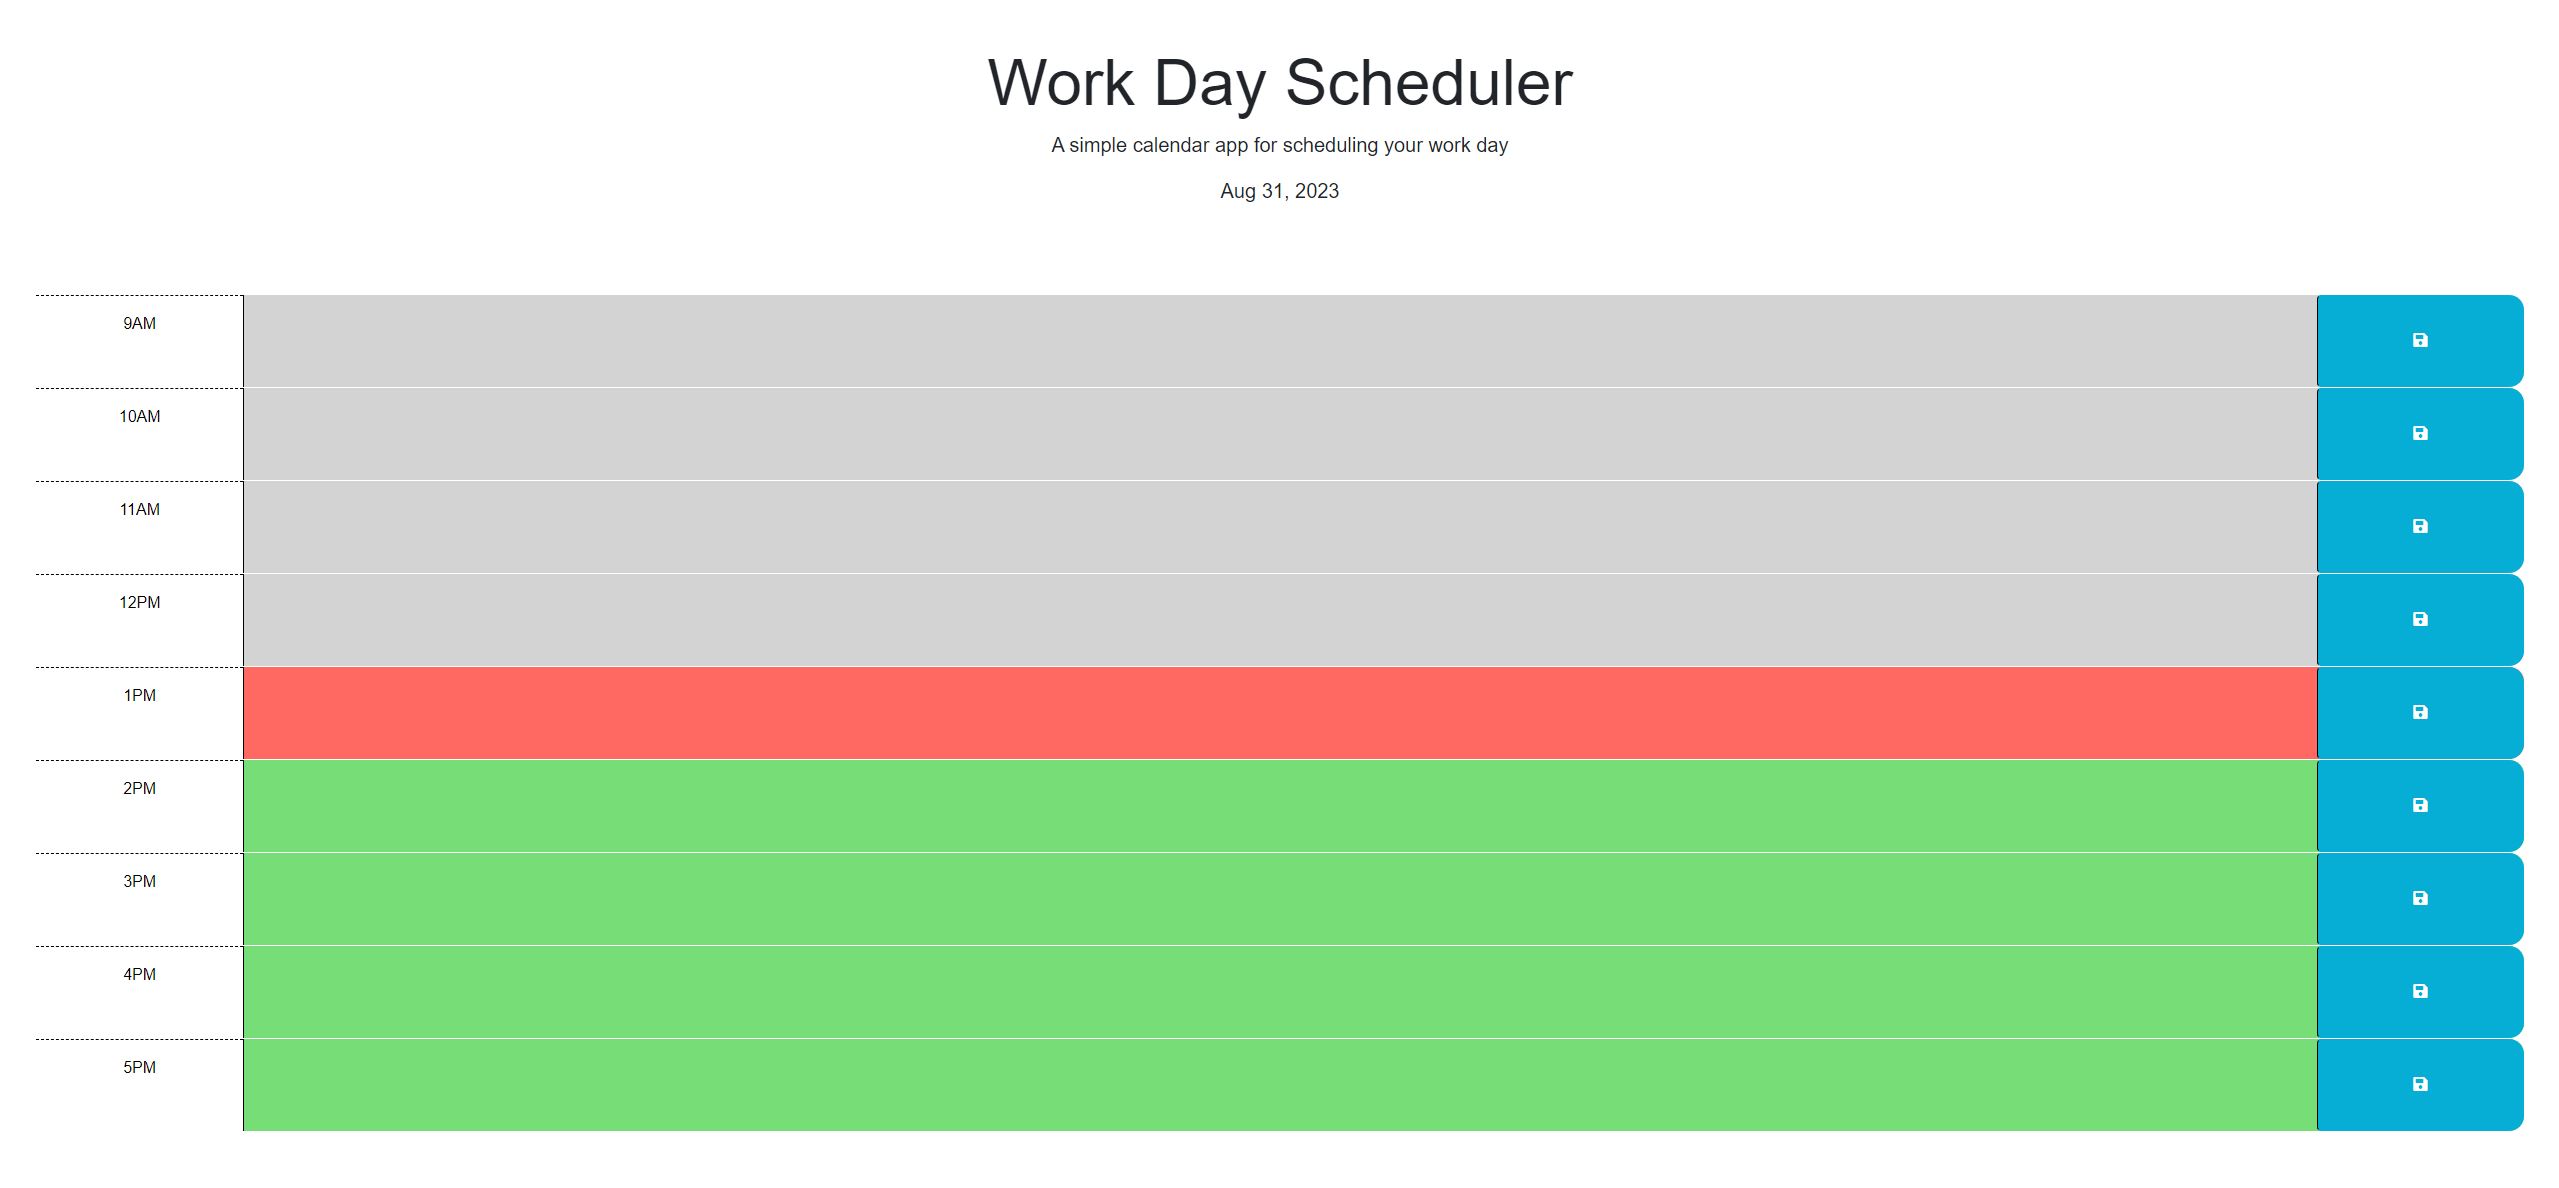 Work Day Scheduler
A simple calendar app for scheduling your work day
Aug 31, 2023
9AM
10AM
11AM
12PM
1PM
2PM
3PM
4PM
5PM